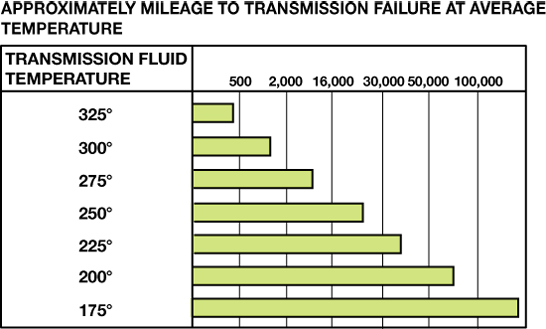 APPROXIMATELY MILEAGE TO TRANSMISSION FAILURE AT AVERAGE
TEMPERATURE
TRANSMISSION FLUID
TEMPERATURE
500 2,000 16,000 30,000 50,000 100,000
325°
300°
275°
250°
225°
200°
175°